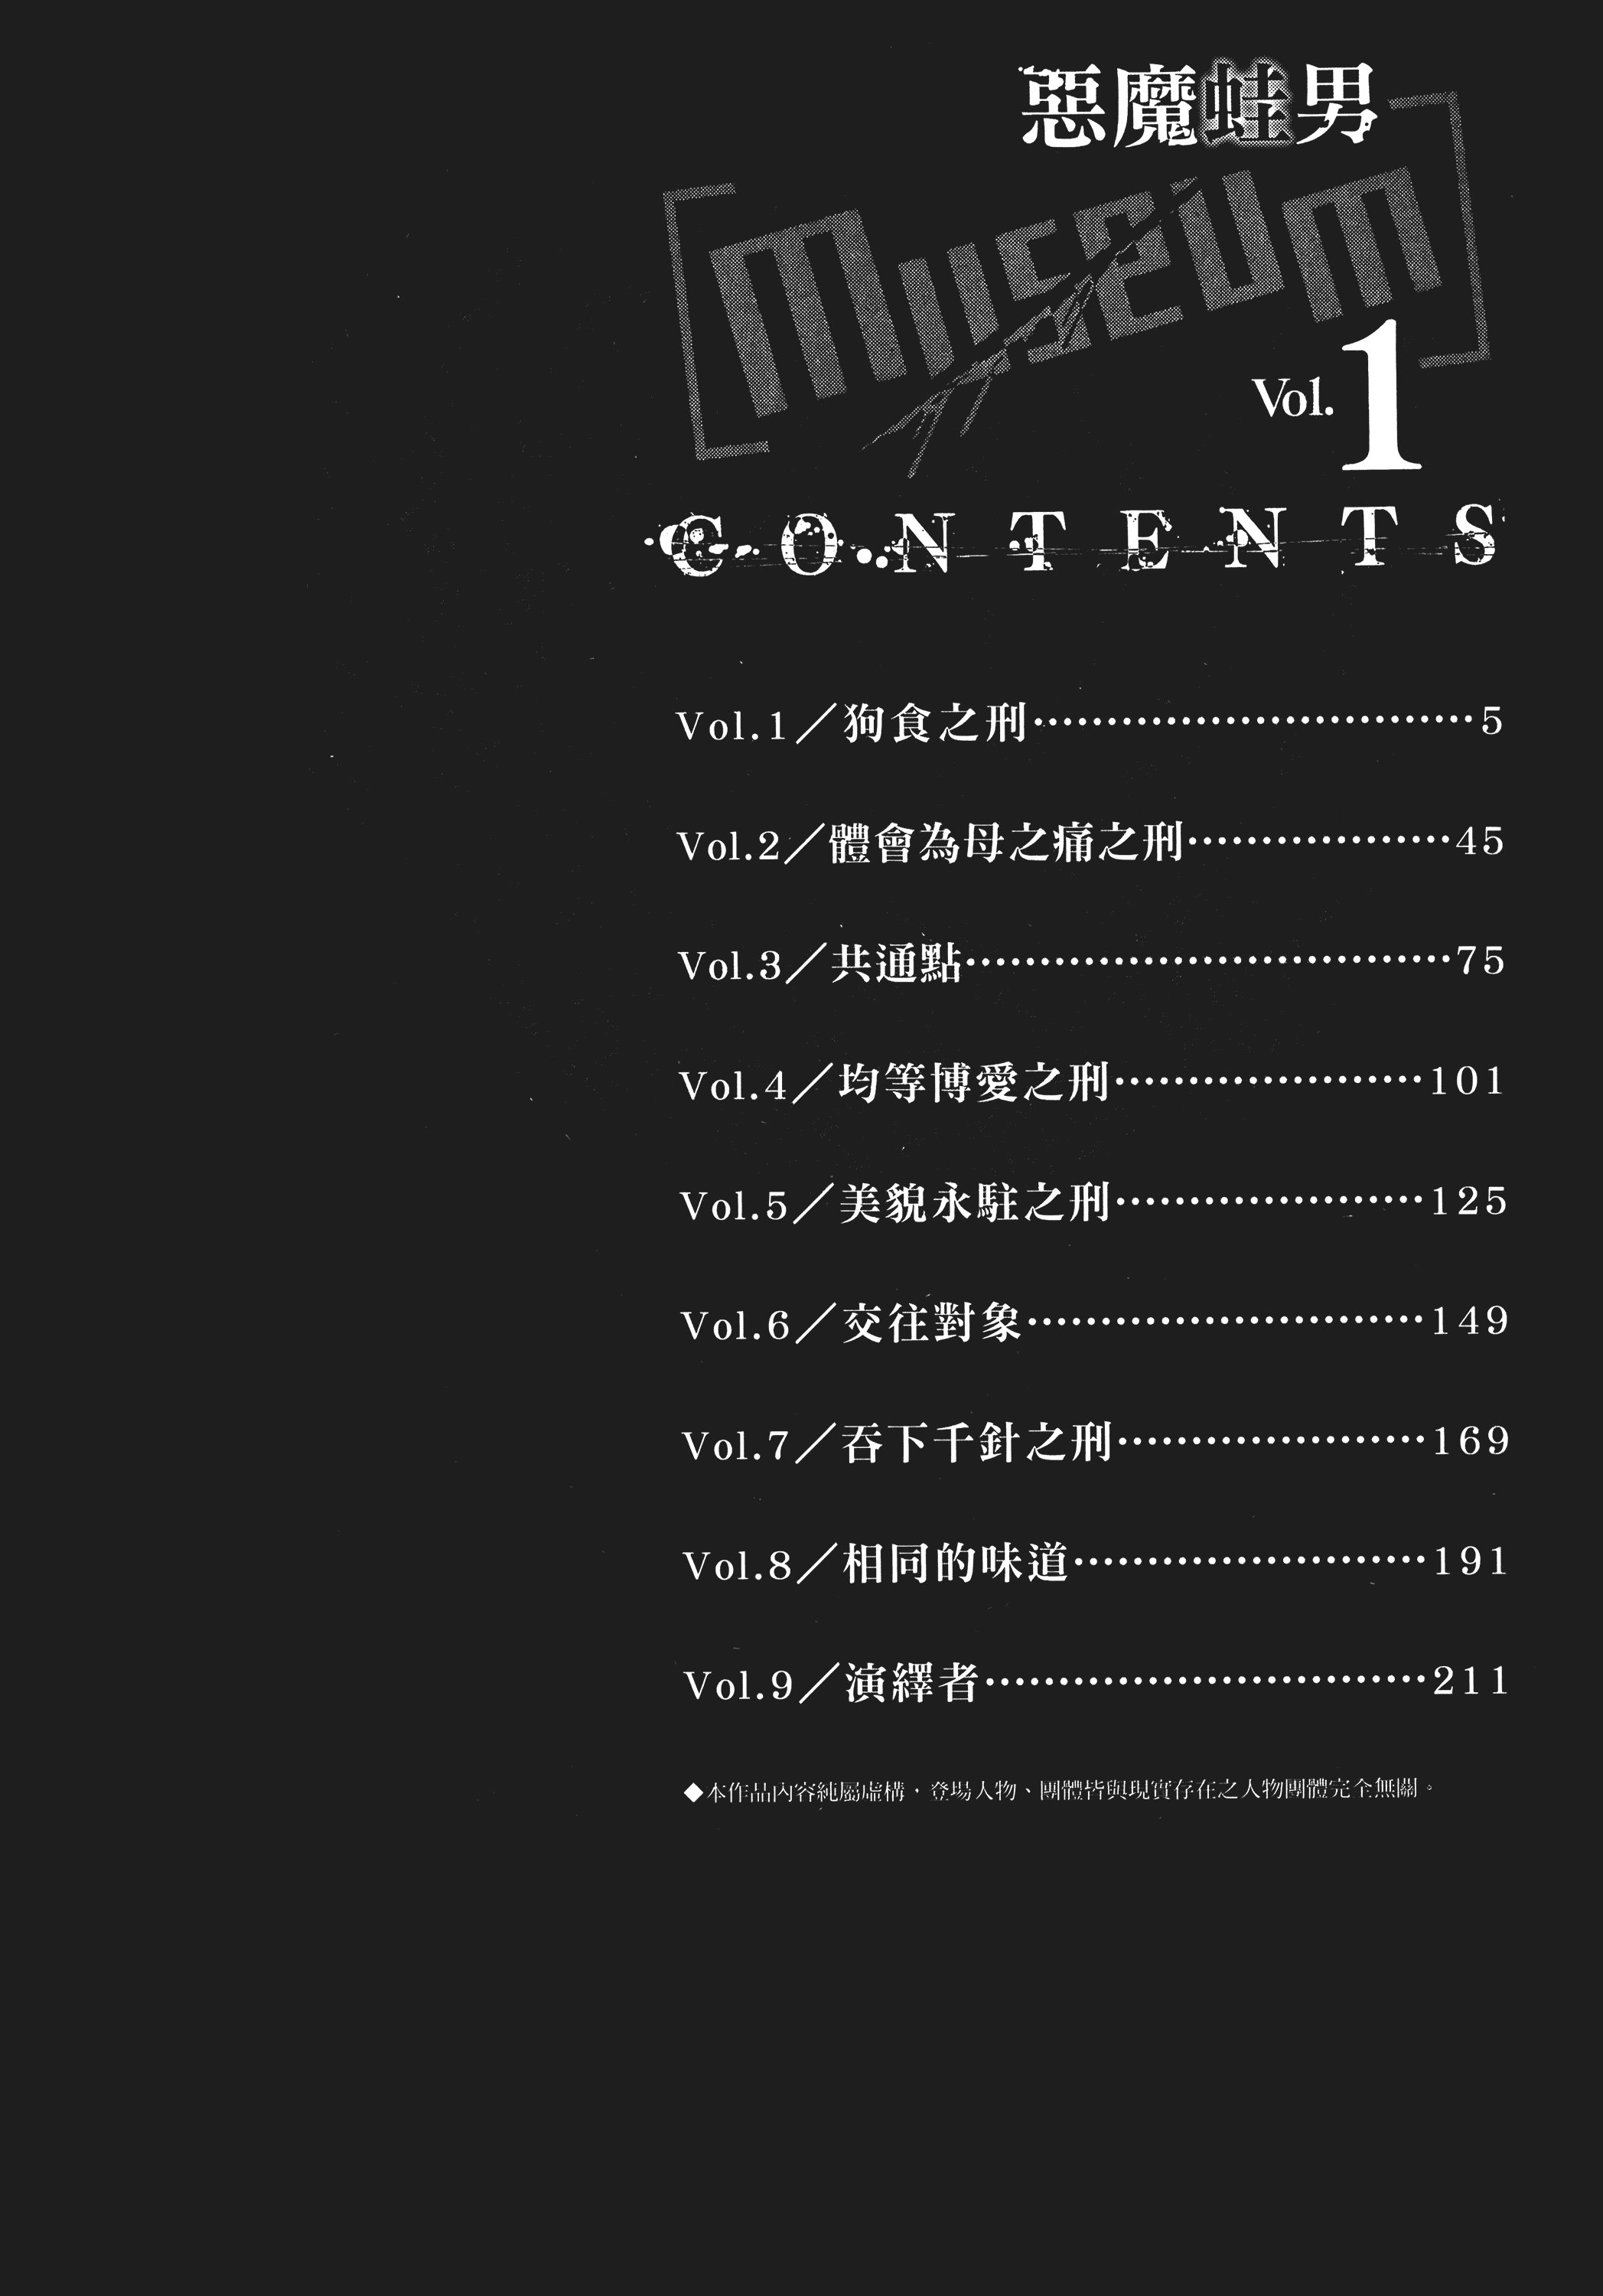 惡魔蛙男
MUSEUM
Vol.1
CONTENTS
Vol.1／狗食之刑……………………………5
Vol.2／體會為母之痛之刑………………45
Vol.3／共通點……………………………75
Vol.4／均等博愛之刑…………………101
Vol.5／美貌永駐之刑…………………125
Vol.6／交往對象………………………149
Vol.7／吞下千針之刑…………………169
Vol.8／相同的味道……………………191
Vol.9／演繹者…………………………211
◆本作品內容純屬虛構，登場人物、團體皆與現實存在之人物團體完全無關。